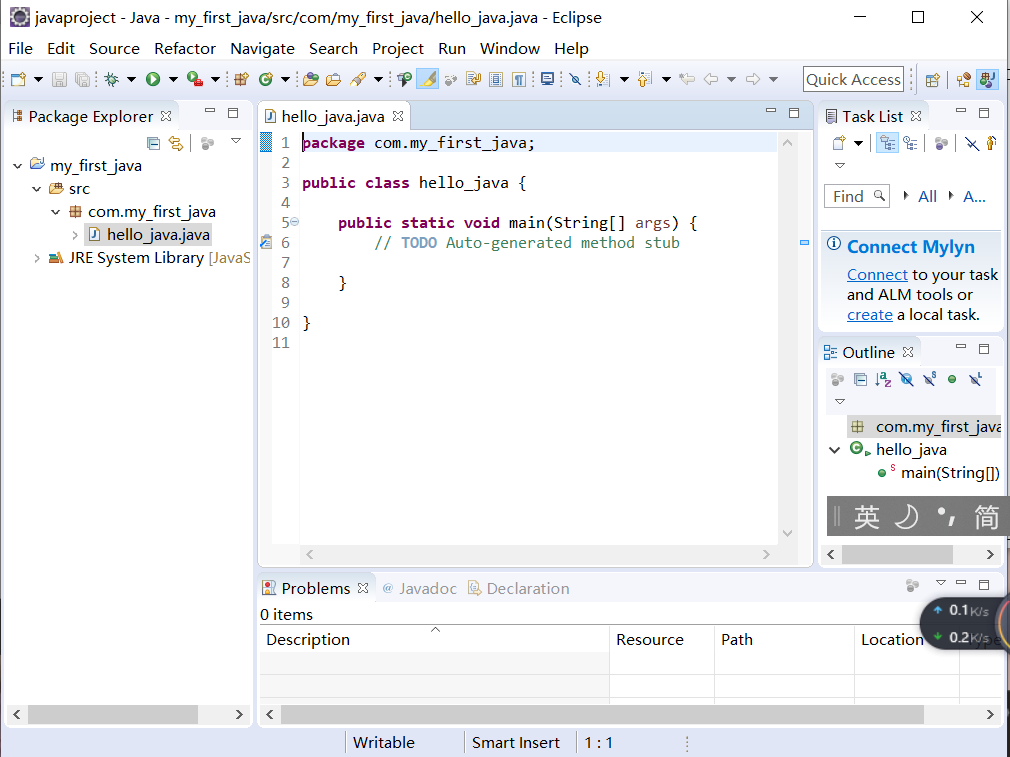 javaproject - Java - my_first_java/src/com/my_first_java/hello_java.java - Eclipse
File Edit Source Refactor Navigate Search Project Run Window Help
Quick Access
Package Explorer
my_first_java
src
com.my_first_java
hello_java.java
JRE System Library [JavaS
hello_java.java
1 package com.my_first_java;
2
3 public class hello_java {
4
5 public static void main(String[] args) {
6 // TODO Auto-generated method stub
7
8 }
9
10 }
11
Task List
Find All A...
Connect Mylyn
Connect to your task
and ALM tools or
create a local task.
Outline
com.my_first_java
hello_java
main(String[])
英 简
Problems @ Javadoc Declaration
0 items
Description Resource Path Location
0.1K/s
0.2K/s
Writable Smart Insert 1 : 1